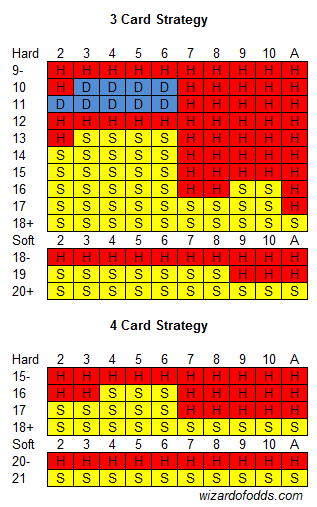 3 Card Strategy
Hard 2 3 4 5 6 7 8 9 10 A
9- H H H H H H H H H H
10 H D D D D H H H H H
11 D D D D D H H H H H
12 H H H H H H H H H H
13 H S S S S H H H H H
14 S S S S S H H H H H
15 S S S S S H H H H H
16 S S S S S H H S S H
17 S S S S S S S S S H
18+ S S S S S S S S S S
Soft 2 3 4 5 6 7 8 9 10 A
18- H H H H H H H H H H
19 S S S S S S S H H H
20+ S S S S S S S S S S
4 Card Strategy
Hard 2 3 4 5 6 7 8 9 10 A
15- H H H H H H H H H H
16 H H S S S H H H H H
17 S S S S S H H H H H
18+ S S S S S S S S S S
Soft 2 3 4 5 6 7 8 9 10 A
20- H H H H H H H H H H
21 S S S S S S S S S S
wizardofodds.com